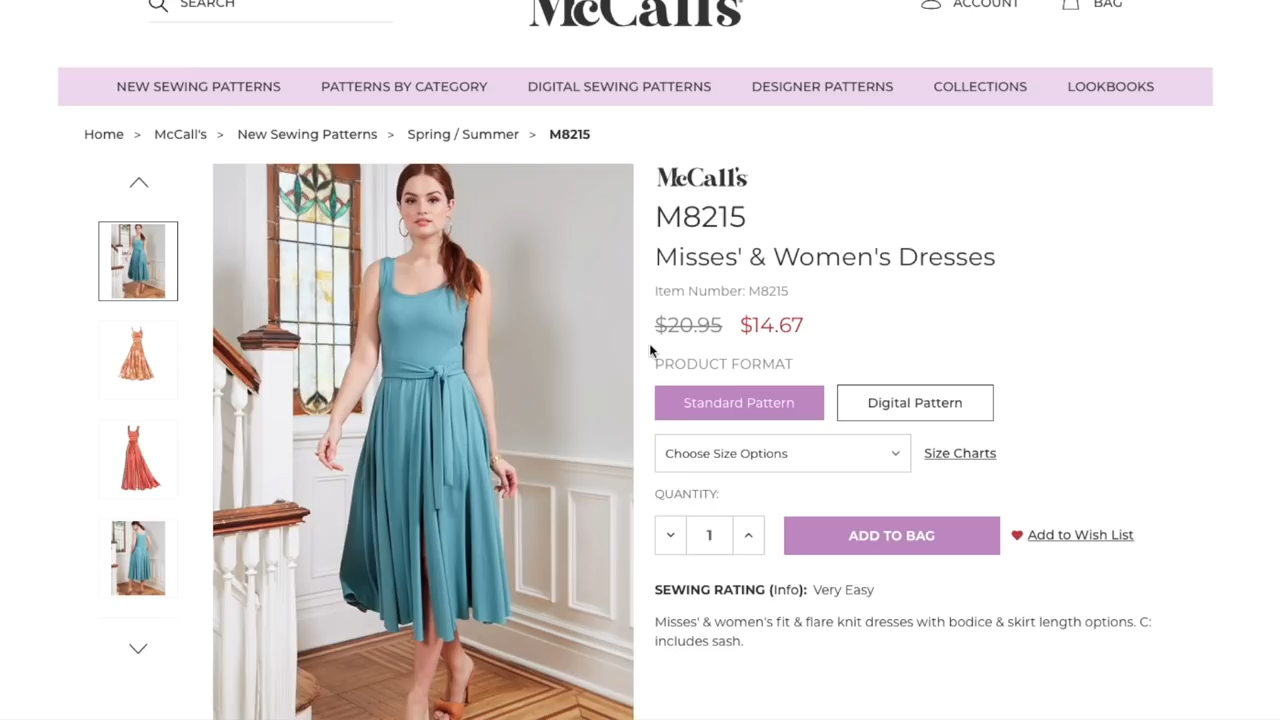 SEARCH
McCall's
ACCOUNT
BAG
NEW SEWING PATTERNS
PATTERNS BY CATEGORY
DIGITAL SEWING PATTERNS
DESIGNER PATTERNS
COLLECTIONS
LOOKBOOKS
Home > McCall's > New Sewing Patterns > Spring / Summer > M8215
McCall's
M8215
Misses' & Women's Dresses
Item Number: M8215
$20.95 $14.67
PRODUCT FORMAT
Standard Pattern
Digital Pattern
Choose Size Options
Size Charts
QUANTITY:
1
ADD TO BAG
Add to Wish List
SEWING RATING (Info): Very Easy
Misses' & women's fit & flare knit dresses with bodice & skirt length options. C:
includes sash.